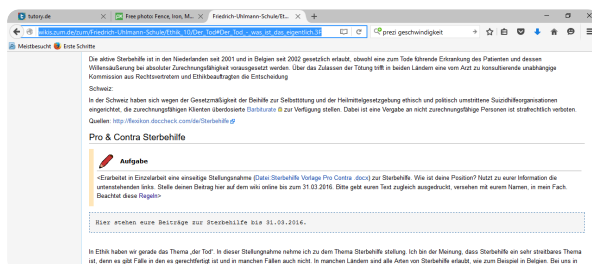 tutory.de
Free photo: Fence, Iron, M...
Friedrich-Uhlmann-Schule/Et...
wikis.zum.de/zum/Friedrich-Uhlmann-Schule/Ethik_10/Der_Tod#Der_Tod_-_was_ist_das_eigentlich.3F
prezi geschwindigkeit
Meistbesucht Erste Schritte
Die aktive Sterbehilfe ist in den Niederlanden seit 2001 und in Belgien seit 2002 gesetzlich erlaubt, obwohl eine zum Tode führende Erkrankung des Patienten und dessen
Willensäußerung bei absoluter Zurechnungsfähigkeit vorausgesetzt werden. Über das Zulassen der Tötung trifft in beiden Ländern eine vom Arzt zu konsultierende unabhängige
Kommission aus Rechtsvertretern und Ethikbeauftragten die Entscheidung
Schweiz:
In der Schweiz haben sich wegen der Gesetzmäßigkeit der Beihilfe zur Selbsttötung und der Heilmittelgesetzgebung ethisch und politisch umstrittene Suizidhilfeorganisationen
eingerichtet, die zurechnungsfähigen Klienten überdosierte Barbiturate zur Verfügung stellen. Dabei ist eine Vergabe an nicht zurechnungsfähige Personen ist strafrechtlich verboten.
Quellen: http://flexikon.doccheck.com/de/Sterbehilfe
Pro & Contra Sterbehilfe
Aufgabe
<Erarbeitet in Einzelarbeit eine einseitige Stellungsnahme (Datei Sterbehilfe Vorlage Pro Contra .docx) zur Sterbehilfe. Wie ist deine Position? Nutzt zu eurer Information die
untenstehenden links. Stelle deinen Beitrag hier auf dem wiki online bis zum 31.03.2016. Bitte gebt euren Text zugleich ausgedruckt, versehen mit eurem Namen, in mein Fach.
Beachtet diese Regeln>
Hier stehen eure Beiträge zur Sterbehilfe bis 31.03.2016.
In Ethik haben wir gerade das Thema „der Tod“. In dieser Stellungnahme nehme ich zu dem Thema Sterbehilfe stellung. Ich bin der Meinung, dass Sterbehilfe ein sehr streitbares Thema
ist, denn es gibt Fälle in den es gerechtfertigt ist und in manchen Fällen auch nicht. In manchen Ländern sind alle Arten von Sterbehilfe erlaubt, wie zum Beispiel in Belgien. Bei uns in